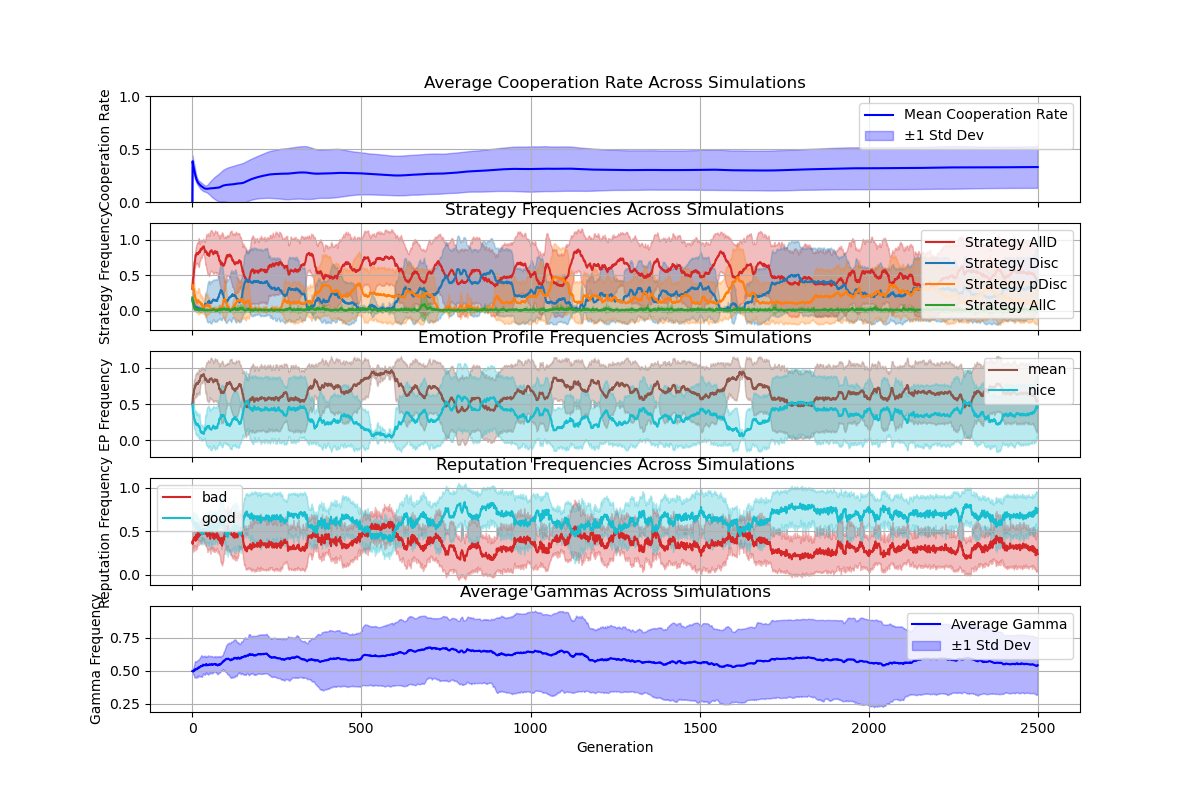 Average Cooperation Rate Across Simulations
Cooperation Rate
1.0
0.5
0.0
Mean Cooperation Rate
±1 Std Dev
Strategy Frequencies Across Simulations
Strategy Frequency
1.0
0.5
0.0
Strategy AllD
Strategy Disc
Strategy pDisc
Strategy AllC
Emotion Profile Frequencies Across Simulations
EP Frequency
1.0
0.5
0.0
mean
nice
Reputation Frequencies Across Simulations
Reputation Frequency
1.0
0.5
0.0
bad
good
Average Gammas Across Simulations
Gamma Frequency
0.75
0.50
0.25
Average Gamma
±1 Std Dev
0
500
1000
1500
2000
2500
Generation